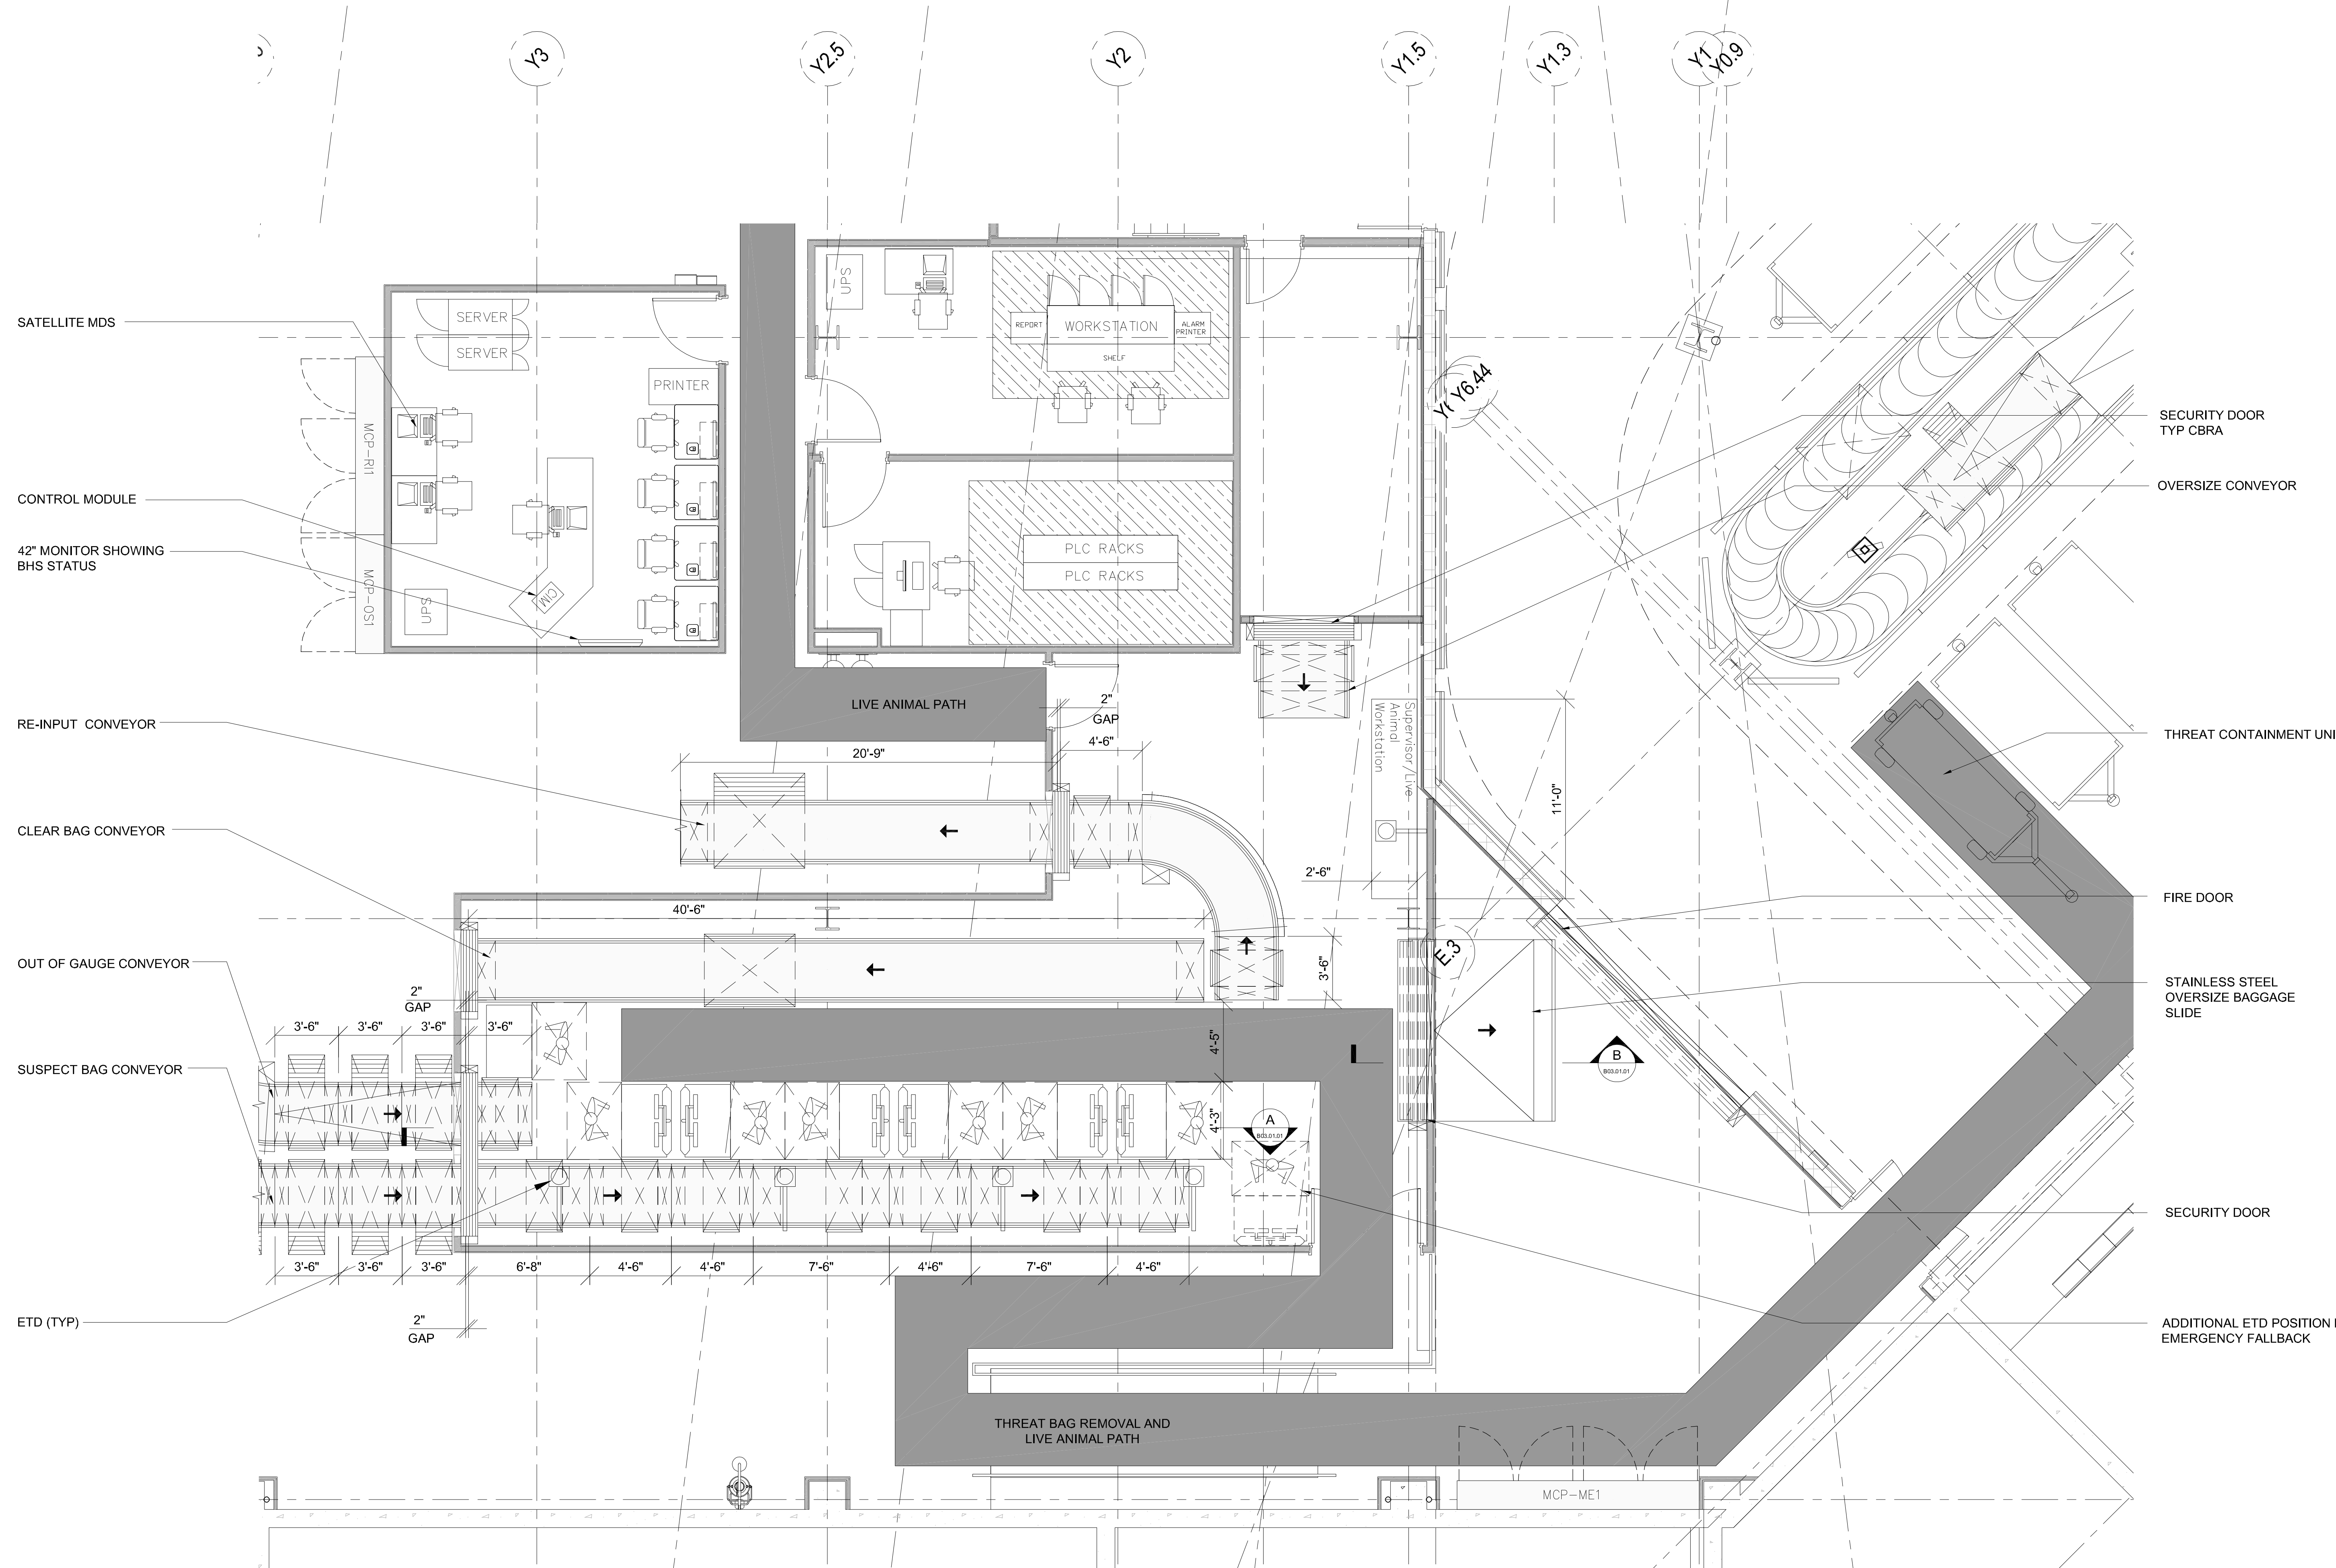 Y3
Y2.5
Y2
Y1.5
Y1.3
Y1
Y0.9
SATELLITE MDS
CONTROL MODULE
42" MONITOR SHOWING
BHS STATUS
RE-INPUT CONVEYOR
CLEAR BAG CONVEYOR
OUT OF GAUGE CONVEYOR
SUSPECT BAG CONVEYOR
ETD (TYP)
MCP-RI1
MCP-OS1
SERVER
SERVER
PRINTER
UPS
CIM
UPS
REPORT
WORKSTATION
ALARM
PRINTER
SHELF
PLC RACKS
PLC RACKS
Y6.44
LIVE ANIMAL PATH
2"
GAP
4'-6"
20'-9"
Supervisor/Live
Animal
Workstation
11'-0"
2'-6"
40'-6"
3'-6"
E.3
2"
GAP
3'-6"
3'-6"
3'-6"
3'-6"
4'-5"
4'-3"
A
B03.01.01
B
B03.01.01
3'-6"
3'-6"
3'-6"
6'-8"
4'-6"
4'-6"
7'-6"
4'-6"
7'-6"
4'-6"
2"
GAP
THREAT BAG REMOVAL AND
LIVE ANIMAL PATH
MCP-ME1
SECURITY DOOR
TYP CBRA
OVERSIZE CONVEYOR
THREAT CONTAINMENT UNI
FIRE DOOR
STAINLESS STEEL
OVERSIZE BAGGAGE
SLIDE
SECURITY DOOR
ADDITIONAL ETD POSITION
EMERGENCY FALLBACK